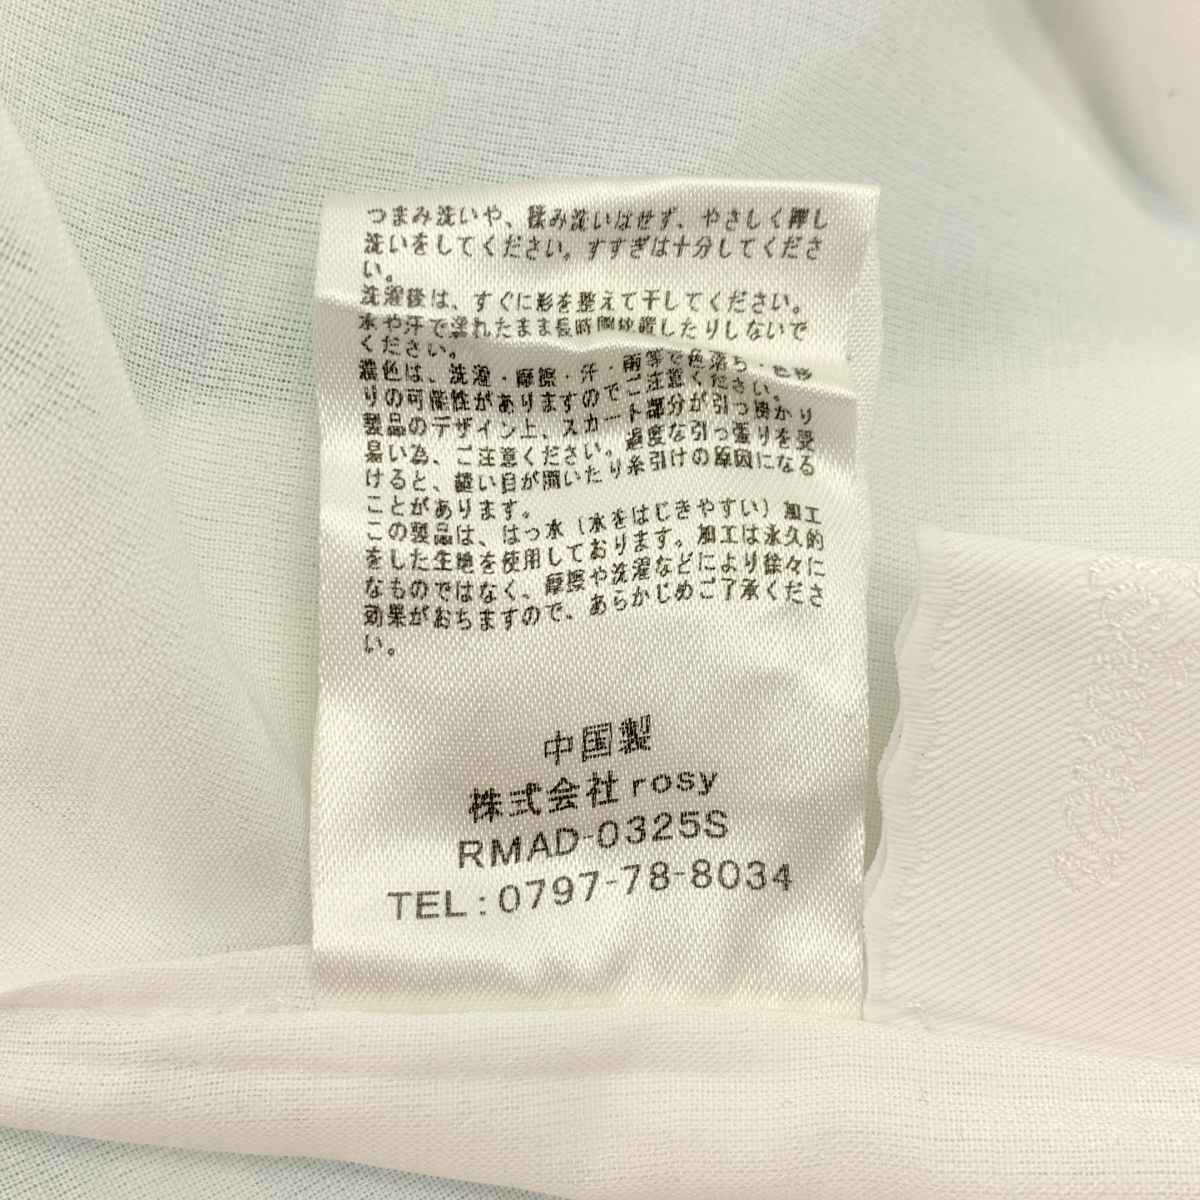 つまみ洗いや、揉み洗いはせず、やさしく押し
洗いをしてください。すすぎは十分してくださ
い。
洗濯後は、すぐに形を整えて干してください。
水や汗で濡れたまま長時間放置したりしないで
ください。
濃色は、洗濯・摩擦・汗・雨等で色落ち・色移
りの可能性がありますのでご注意ください。
製品のデザイン上、スカート部分が引っ掛かり
易い為、ご注意ください。過度な引っ張りを受
けると、縫い目が開いたり糸引けの原因になる
ことがあります。
この製品は、はっ水（水をはじきやすい）加工
をした生地を使用しております。加工は永久的
なものではなく、摩擦や洗濯などにより徐々に
効果がおちますので、あらかじめご了承くださ
い。
中国製
株式会社rosy
RMAD-0325S
TEL:0797-78-8034